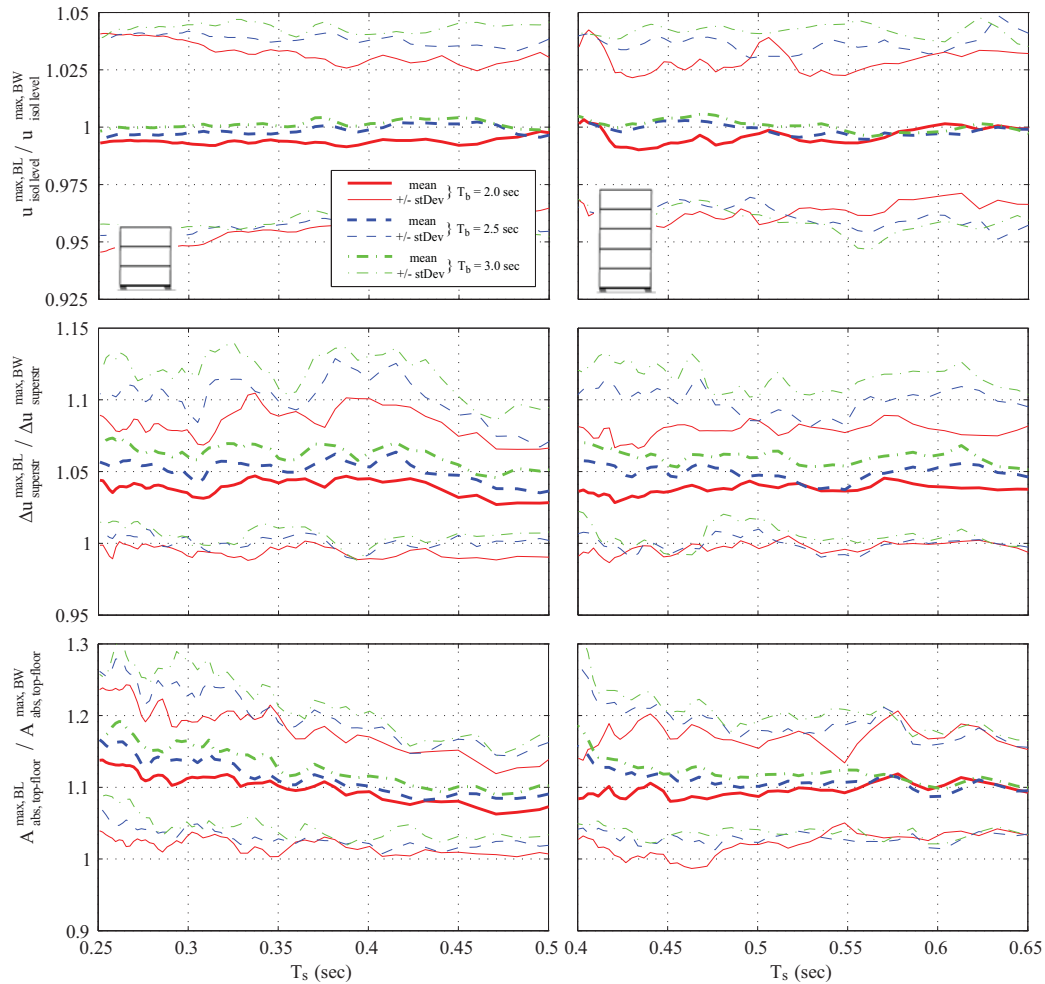 1.05
1.025
1
0.975
0.95
0.925
u max, BL isol level / u max, BW isol level
mean
+/- stDev } T_b = 2.0 sec
mean
+/- stDev } T_b = 2.5 sec
mean
+/- stDev } T_b = 3.0 sec
1.15
1.1
1.05
1
0.95
Δu max, BL superstr / Δu max, BW superstr
1.3
1.2
1.1
1
0.9
A max, BL abs, top-floor / A max, BW abs, top-floor
0.25 0.3 0.35 0.4 0.45 0.5
T_s (sec)
0.4 0.45 0.5 0.55 0.6 0.65
T_s (sec)